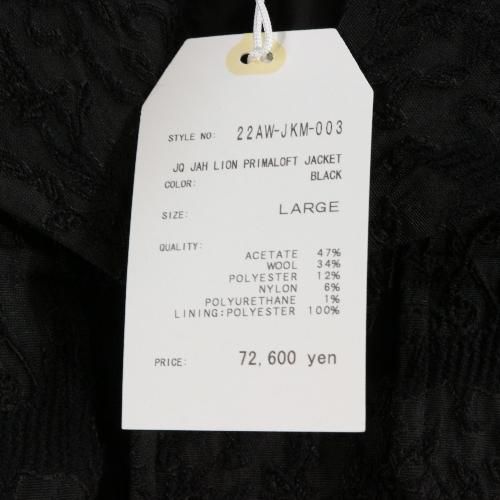 STYLE NO: 22AW-JKM-003
JQ JAH LION PRIMALOFT JACKET
COLOR: BLACK
SIZE: LARGE
QUALITY:
ACETATE 47%
WOOL 34%
POLYESTER 12%
NYLON 6%
POLYURETHANE 1%
LINING:POLYESTER 100%
PRICE: 72,600 yen